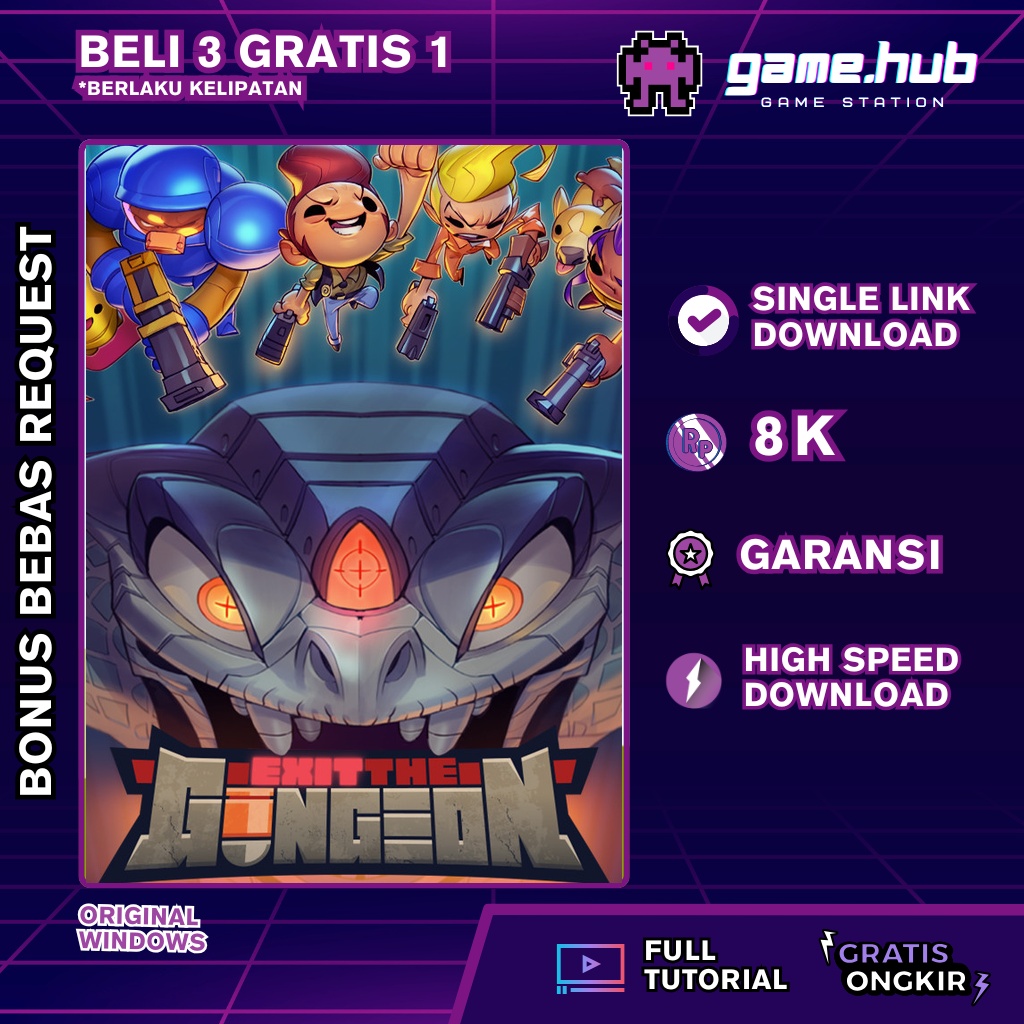 BELI 3 GRATIS 1
*BERLAKU KELIPATAN
game.hub
GAME STATION
BONUS BEBAS REQUEST
SINGLE LINK
DOWNLOAD
Rp
8K
GARANSI
HIGH SPEED
DOWNLOAD
EXIT THE
GUNGEON
ORIGINAL
WINDOWS
FULL
TUTORIAL
GRATIS
ONGKIR